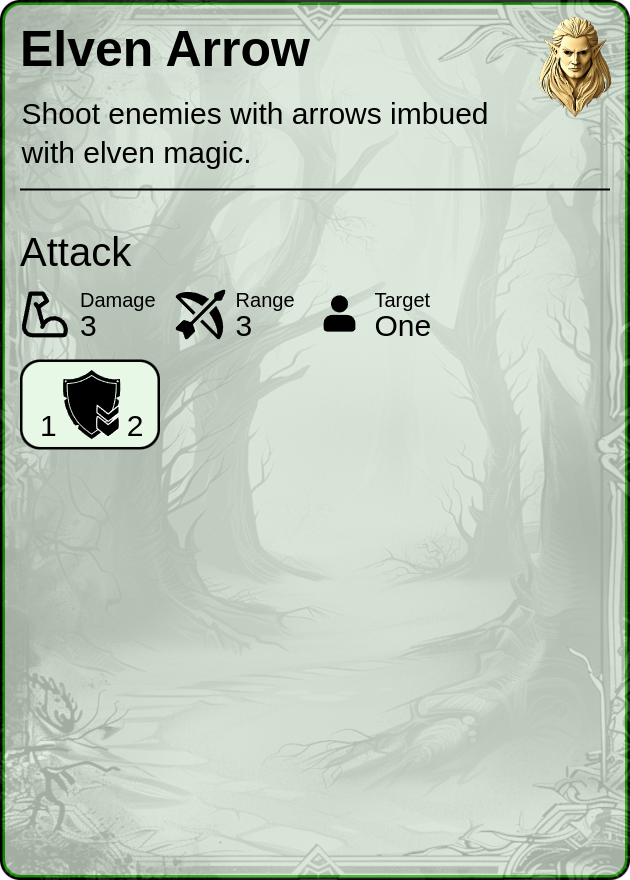 Elven Arrow
Shoot enemies with arrows imbued
with elven magic.
Attack
Damage Range Target
3 3 One
1 2